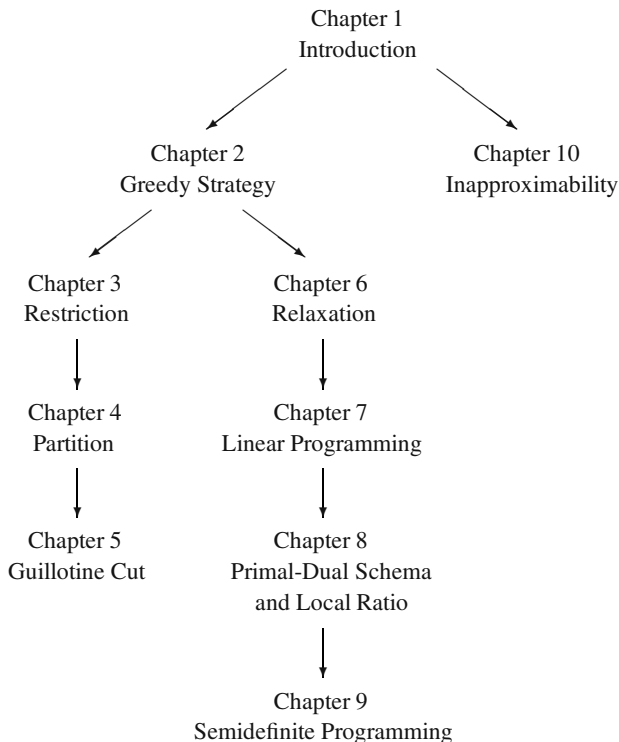 Chapter 1
Introduction
Chapter 2
Greedy Strategy
Chapter 10
Inapproximability
Chapter 3
Restriction
Chapter 6
Relaxation
Chapter 4
Partition
Chapter 7
Linear Programming
Chapter 5
Guillotine Cut
Chapter 8
Primal-Dual Schema
and Local Ratio
Chapter 9
Semidefinite Programming